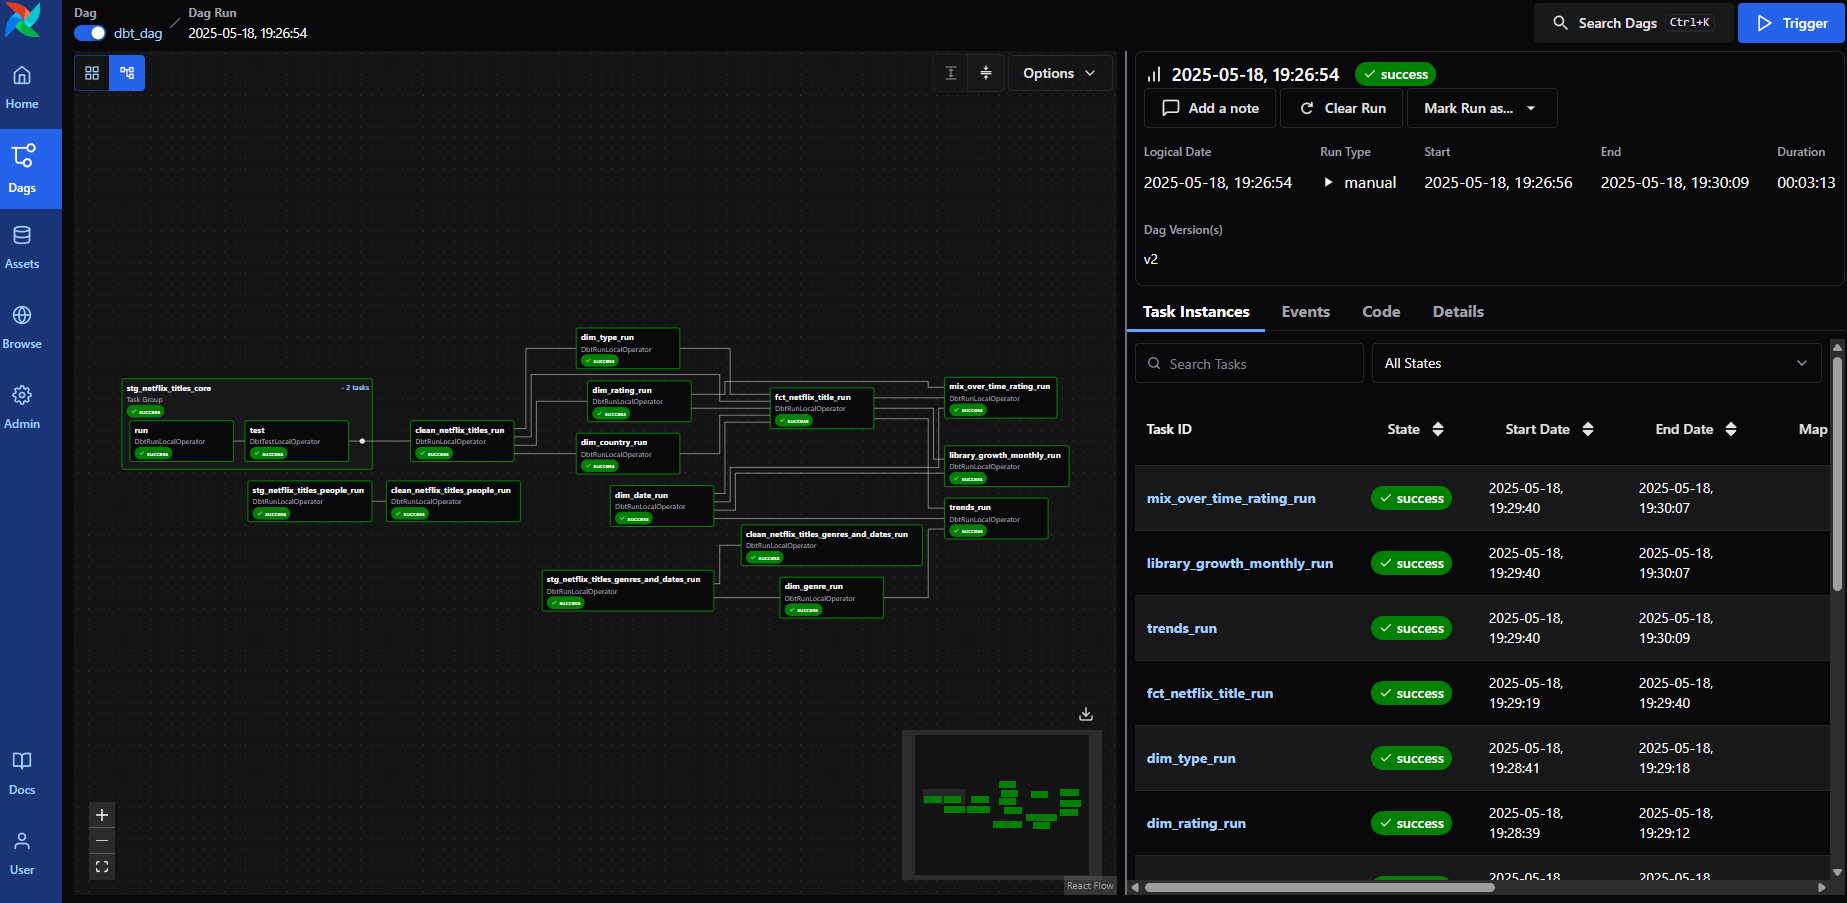 Dag
dbt_dag
Dag Run
2025-05-18, 19:26:54
Search Dags Ctrl+K
Trigger
Home
Dags
Assets
Browse
Admin
Docs
User
Options
dim_type_run
DbtRunLocalOperator
success
stg_netflix_titles_core
- 2 tasks
Task Group
success
run
DbtRunLocalOperator
success
test
DbtTestLocalOperator
success
clean_netflix_titles_run
DbtRunLocalOperator
success
dim_rating_run
DbtRunLocalOperator
success
dim_country_run
DbtRunLocalOperator
success
fct_netflix_title_run
DbtRunLocalOperator
success
mix_over_time_rating_run
DbtRunLocalOperator
success
library_growth_monthly_run
DbtRunLocalOperator
success
stg_netflix_titles_people_run
DbtRunLocalOperator
success
clean_netflix_titles_people_run
DbtRunLocalOperator
success
dim_date_run
DbtRunLocalOperator
success
trends_run
DbtRunLocalOperator
success
clean_netflix_titles_genres_and_dates_run
DbtRunLocalOperator
success
stg_netflix_titles_genres_and_dates_run
DbtRunLocalOperator
success
dim_genre_run
DbtRunLocalOperator
success
React Flow
2025-05-18, 19:26:54 success
Add a note
Clear Run
Mark Run as...
Logical Date Run Type Start End Duration
2025-05-18, 19:26:54 manual 2025-05-18, 19:26:56 2025-05-18, 19:30:09 00:03:13
Dag Version(s)
v2
Task Instances Events Code Details
Search Tasks
All States
Task ID State Start Date End Date Map
mix_over_time_rating_run success 2025-05-18, 19:29:40 2025-05-18, 19:30:07
library_growth_monthly_run success 2025-05-18, 19:29:40 2025-05-18, 19:30:07
trends_run success 2025-05-18, 19:29:40 2025-05-18, 19:30:09
fct_netflix_title_run success 2025-05-18, 19:29:19 2025-05-18, 19:29:40
dim_type_run success 2025-05-18, 19:28:41 2025-05-18, 19:29:18
dim_rating_run success 2025-05-18, 19:28:39 2025-05-18, 19:29:12
2025-05-18, 2025-05-18,